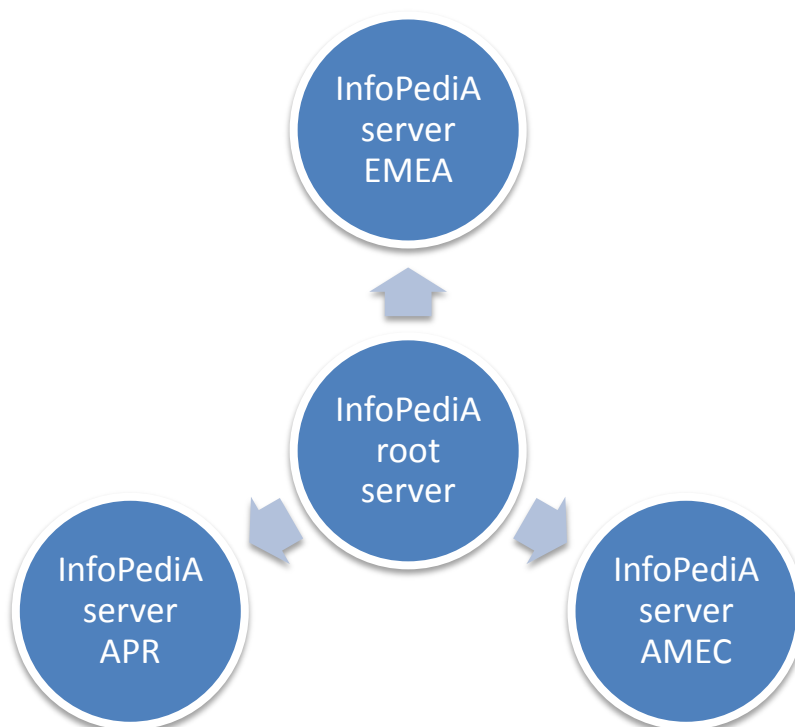 InfoPediA
server
EMEA
InfoPediA
root
server
InfoPediA
server
APR
InfoPediA
server
AMEC